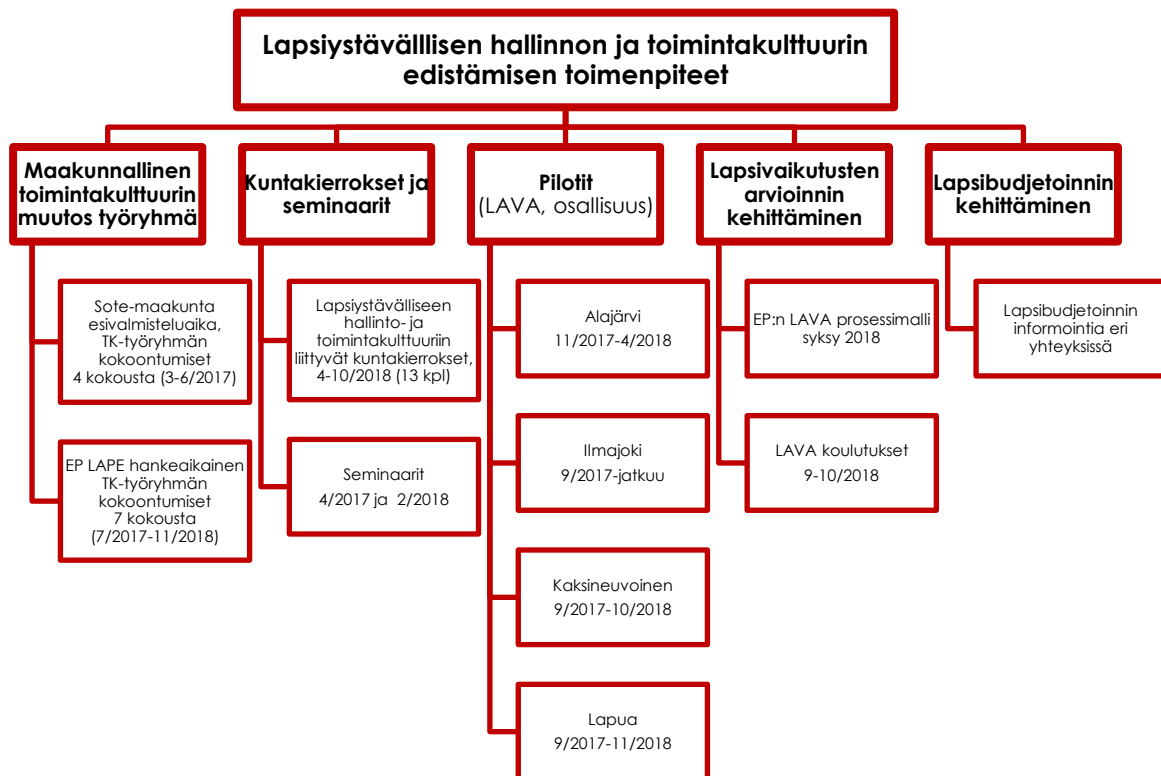 Lapsiystävälllisen hallinnon ja toimintakulttuurin
edistämisen toimenpiteet
Maakunnallinen
toimintakulttuurin
muutos työryhmä
Sote-maakunta
esivalmisteluaika,
TK-työryhmän
kokoontumiset
4 kokousta (3-6/2017)
EP LAPE hankeaikainen
TK-työryhmän
kokoontumiset
7 kokousta
(7/2017-11/2018)
Kuntakierrokset ja
seminaarit
Lapsiystävälliseen
hallinto- ja
toimintakulttuuriin
liittyvät kuntakierrokset,
4-10/2018 (13 kpl)
Seminaarit
4/2017 ja 2/2018
Pilotit
(LAVA, osallisuus)
Alajärvi
11/2017-4/2018
Ilmajoki
9/2017-jatkuu
Kaksineuvoinen
9/2017-10/2018
Lapua
9/2017-11/2018
Lapsivaikutusten
arvioinnin
kehittäminen
EP:n LAVA prosessimalli
syksy 2018
LAVA koulutukset
9-10/2018
Lapsibudjetoinnin
kehittäminen
Lapsibudjetoinnin
informointia eri
yhteyksissä